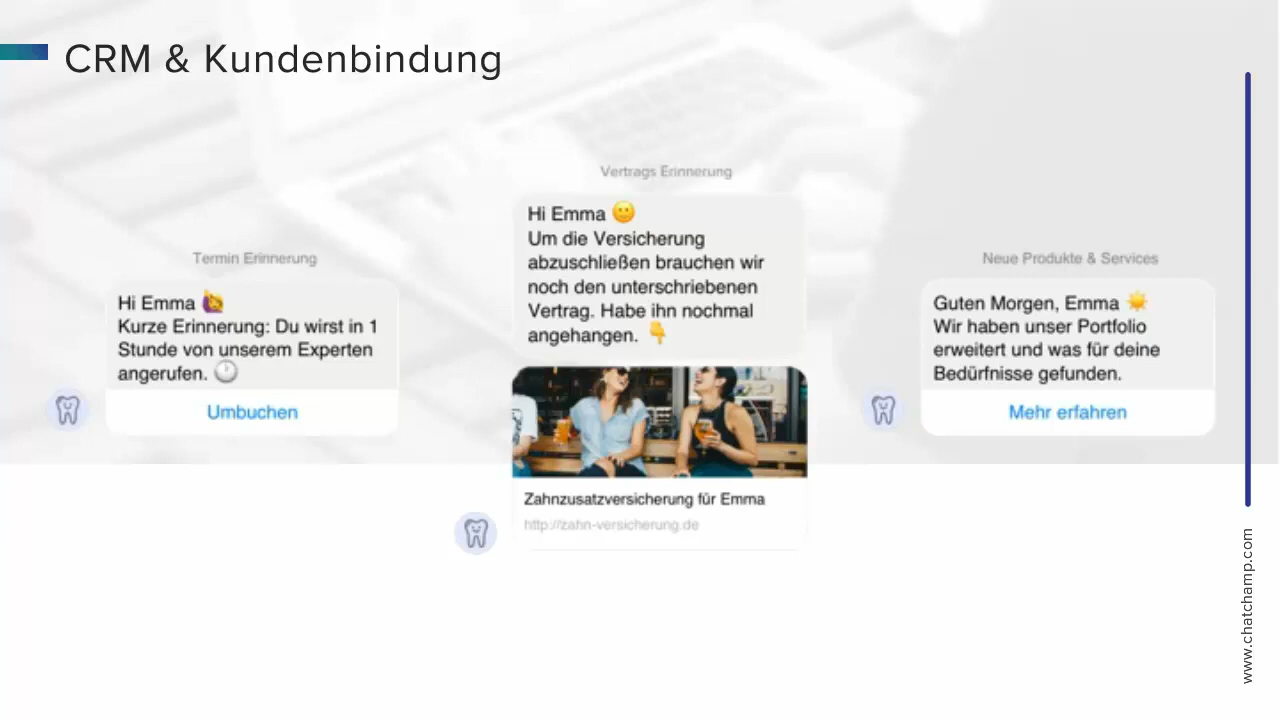 CRM & Kundenbindung
Termin Erinnerung
Hi Emma 🙋
Kurze Erinnerung: Du wirst in 1
Stunde von unserem Experten
angerufen. 🕛
Umbuchen
Vertrags Erinnerung
Hi Emma 🙂
Um die Versicherung
abzuschließen brauchen wir
noch den unterschriebenen
Vertrag. Habe ihn nochmal
angehangen. 👇
Zahnzusatzversicherung für Emma
http://zahn-versicherung.de
Neue Produkte & Services
Guten Morgen, Emma ☀️
Wir haben unser Portfolio
erweitert und was für deine
Bedürfnisse gefunden.
Mehr erfahren
www.chatchamp.com